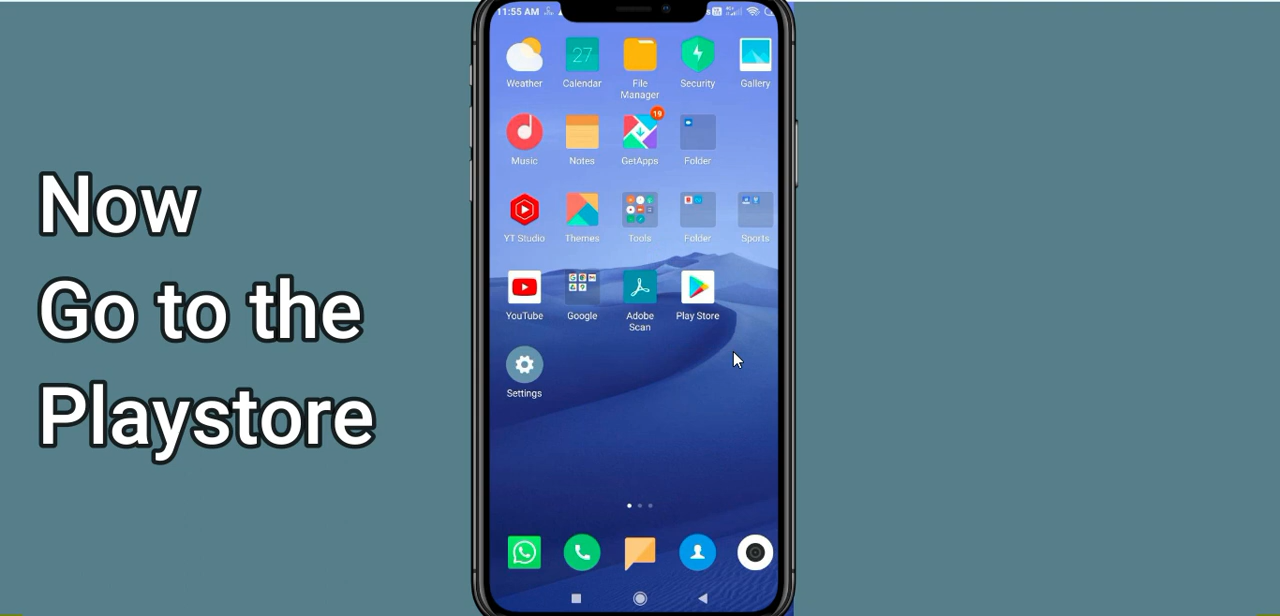 Now
Go to the
Playstore
11:55 AM
Weather
Calendar
File
Manager
Security
Gallery
27
Music
Notes
GetApps
Folder
19
YT Studio
Themes
Tools
Folder
Sports
YouTube
Google
Adobe
Scan
Play Store
Settings